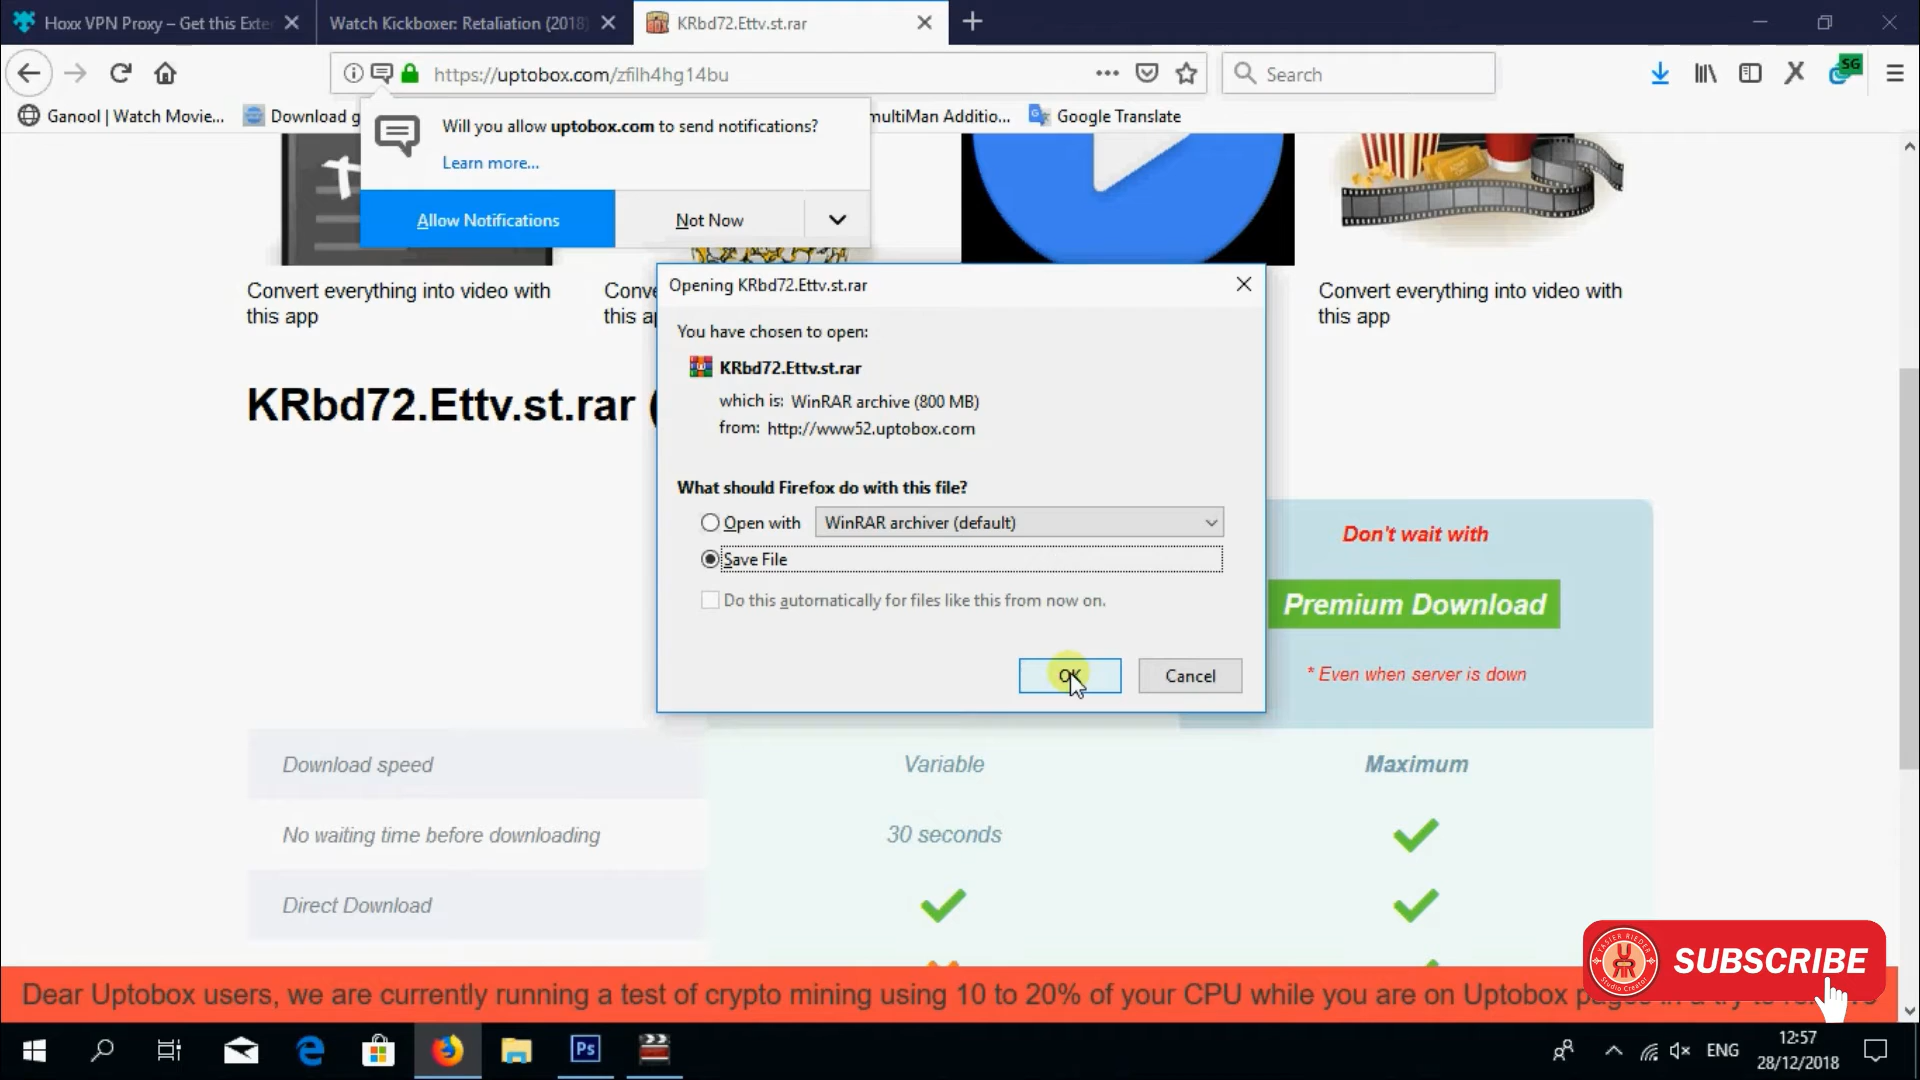 Hoxx VPN Proxy – Get this Exte
Watch Kickboxer: Retaliation (2018)
KRbd72.Ettv.st.rar
https://uptobox.com/zfilh4hg14bu
Search
SG
Ganool | Watch Movie...
Download g
multiMan Additio...
Google Translate
Will you allow uptobox.com to send notifications?
Learn more...
Allow Notifications
Not Now
Convert everything into video with
this app
Conve
this a
Convert everything into video with
this app
KRbd72.Ettv.st.rar (
Opening KRbd72.Ettv.st.rar
You have chosen to open:
KRbd72.Ettv.st.rar
which is: WinRAR archive (800 MB)
from: http://www52.uptobox.com
What should Firefox do with this file?
Open with
WinRAR archiver (default)
Save File
Do this automatically for files like this from now on.
OK
Cancel
Don't wait with
Premium Download
* Even when server is down
Download speed
Variable
Maximum
No waiting time before downloading
30 seconds
Direct Download
SUBSCRIBE
YASIER RIEDER
Studio Creator
Dear Uptobox users, we are currently running a test of crypto mining using 10 to 20% of your CPU while you are on Uptobox
Ps
ENG
12:57
28/12/2018